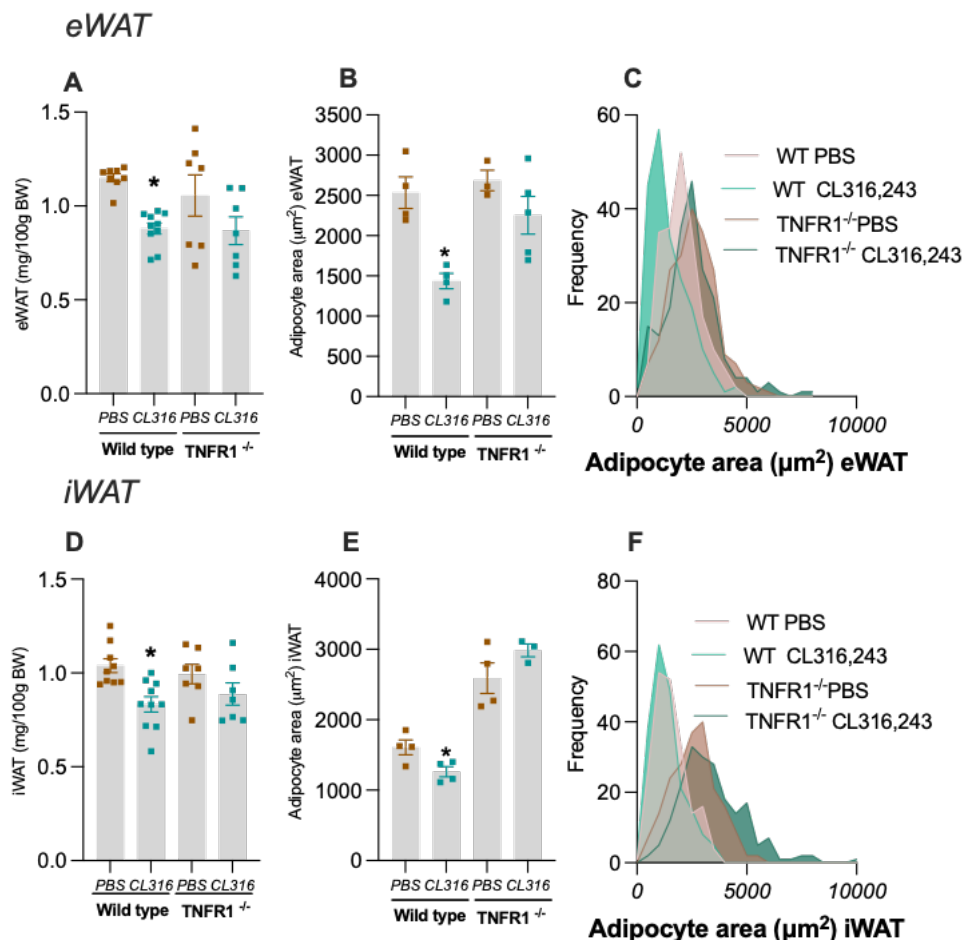 eWAT
A
eWAT (mg/100g BW)
1.5
1.0
0.5
0.0
PBS CL316 PBS CL316
Wild type TNFR1 -/-
*
B
Adipocyte area (µm²) eWAT
3500
3000
2500
2000
1500
1000
500
0
PBS CL316 PBS CL316
Wild type TNFR1 -/-
*
C
Frequency
60
40
20
0
0 5000 10000
Adipocyte area (µm²) eWAT
WT PBS
WT CL316,243
TNFR1-/-PBS
TNFR1-/- CL316,243
iWAT
D
iWAT (mg/100g BW)
1.5
1.0
0.5
0.0
PBS CL316 PBS CL316
Wild type TNFR1 -/-
*
E
Adipocyte area (µm²) iWAT
4000
3000
2000
1000
0
PBS CL316 PBS CL316
Wild type TNFR1 -/-
*
F
Frequency
80
60
40
20
0
0 5000 10000
Adipocyte area (µm²) iWAT
WT PBS
WT CL316,243
TNFR1-/-PBS
TNFR1-/- CL316,243